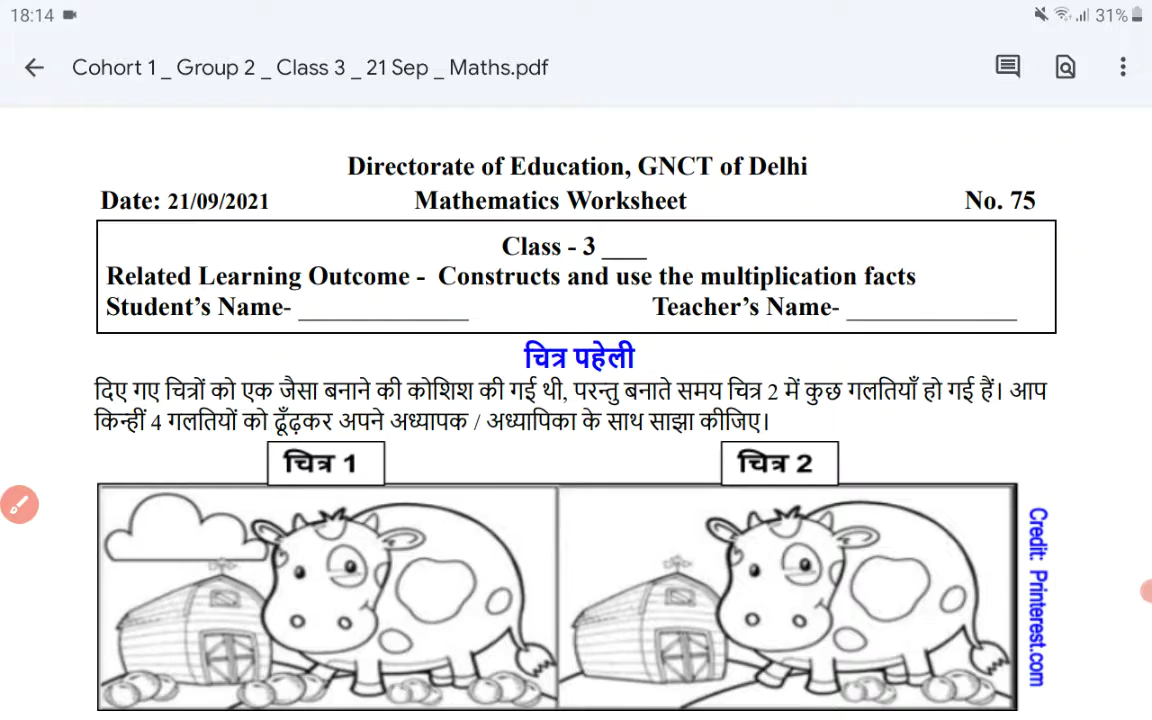 18:14
31%
Cohort 1 _ Group 2 _ Class 3 _ 21 Sep _ Maths.pdf
Directorate of Education, GNCT of Delhi
Date: 21/09/2021 Mathematics Worksheet No. 75
Class - 3 ____
Related Learning Outcome - Constructs and use the multiplication facts
Student’s Name- _____________ Teacher’s Name- _____________
चित्र पहेली
दिए गए चित्रों को एक जैसा बनाने की कोशिश की गई थी, परन्तु बनाते समय चित्र 2 में कुछ गलतियाँ हो गई हैं। आप
किन्हीं 4 गलतियों को ढूँढ़कर अपने अध्यापक / अध्यापिका के साथ साझा कीजिए।
चित्र 1 चित्र 2
Credit: Printerest.com